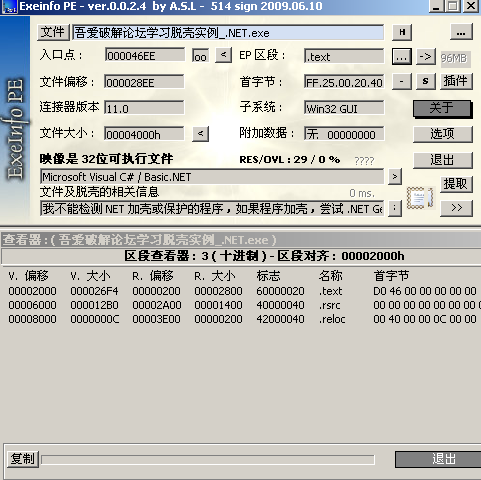 Exeinfo PE - ver.0.0.2.4 by A.S.L - 514 sign 2009.06.10
文件 吾爱破解论坛学习脱壳实例_.NET.exe H ...
入口点： 000046EE oo < EP 区段： .text ... -> 96MB
文件偏移： 000028EE 首字节： FF.25.00.20.40 - s 插件
连接器版本 11.0 子系统： Win32 GUI 关于
文件大小： 00004000h < 附加数据： 无 00000000 选项
映像是 32位可执行文件 RES/OVL : 29 / 0 % ???? 退出
Microsoft Visual C# / Basic.NET >
文件及脱壳的相关信息 0 ms. 提取
我不能检测 NET 加壳或保护的程序，如果程序加壳，尝试 .NET Ge : >>
ExeInfo PE
查看器:(吾爱破解论坛学习脱壳实例_.NET.exe)
区段查看器：3 (十进制) - 区段对齐：00002000h
V. 偏移 V. 大小 R. 偏移 R. 大小 标志 名称 首字节
00002000 000026F4 00000200 00002800 60000020 .text D0 46 00 00 00 00 00
00006000 000012B0 00002A00 00001400 40000040 .rsrc 00 00 00 00 00 00 00
00008000 0000000C 00003E00 00000200 42000040 .reloc 00 40 00 00 0C 00 00
复制 退出